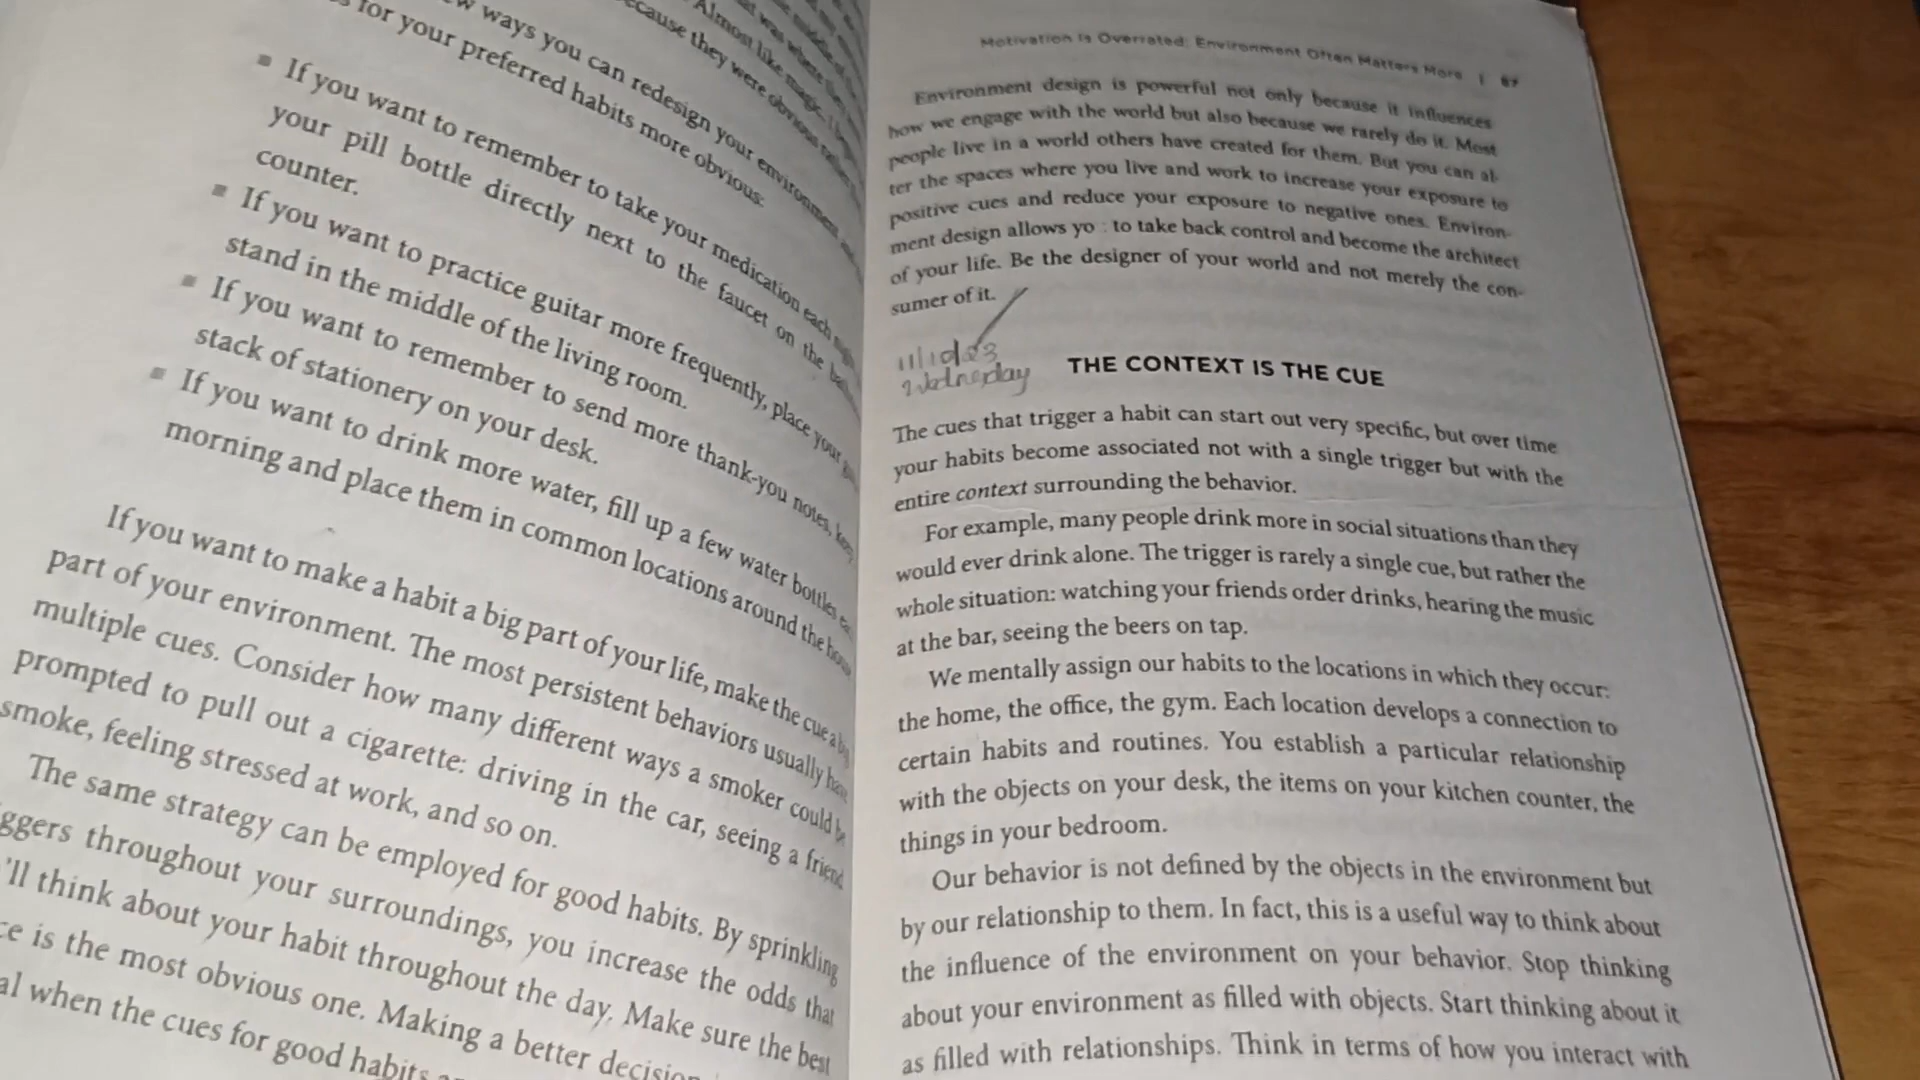 ways you can redesign your environment
for your preferred habits more obvious:
If you want to remember to take your medication each night
your pill bottle directly next to the faucet on the
counter.
If you want to practice guitar more frequently, place your
stand in the middle of the living room.
If you want to remember to send more thank-you notes,
stack of stationery on your desk.
If you want to drink more water, fill up a few water bottles
morning and place them in common locations around the
If you want to make a habit a big part of your life, make the cue a
part of your environment. The most persistent behaviors usually have
multiple cues. Consider how many different ways a smoker could be
prompted to pull out a cigarette: driving in the car, seeing a friend
smoke, feeling stressed at work, and so on.
The same strategy can be employed for good habits. By sprinkling
ggers throughout your surroundings, you increase the odds that
'll think about your habit throughout the day. Make sure the best
ce is the most obvious one. Making a better decision
al when the cues for good habits
Motivation Is Overrated; Environment Often Matters More | 87
Environment design is powerful not only because it influences
how we engage with the world but also because we rarely do it. Most
people live in a world others have created for them. But you can al-
ter the spaces where you live and work to increase your exposure to
positive cues and reduce your exposure to negative ones. Environ-
ment design allows yo to take back control and become the architect
of your life. Be the designer of your world and not merely the con-
sumer of it.
Wednesday
THE CONTEXT IS THE CUE
The cues that trigger a habit can start out very specific, but over time
your habits become associated not with a single trigger but with the
entire context surrounding the behavior.
For example, many people drink more in social situations than they
would ever drink alone. The trigger is rarely a single cue, but rather the
whole situation: watching your friends order drinks, hearing the music
at the bar, seeing the beers on tap.
We mentally assign our habits to the locations in which they occur:
the home, the office, the gym. Each location develops a connection to
certain habits and routines. You establish a particular relationship
with the objects on your desk, the items on your kitchen counter, the
things in your bedroom.
Our behavior is not defined by the objects in the environment but
by our relationship to them. In fact, this is a useful way to think about
the influence of the environment on your behavior. Stop thinking
about your environment as filled with objects. Start thinking about it
as filled with relationships. Think in terms of how you interact with